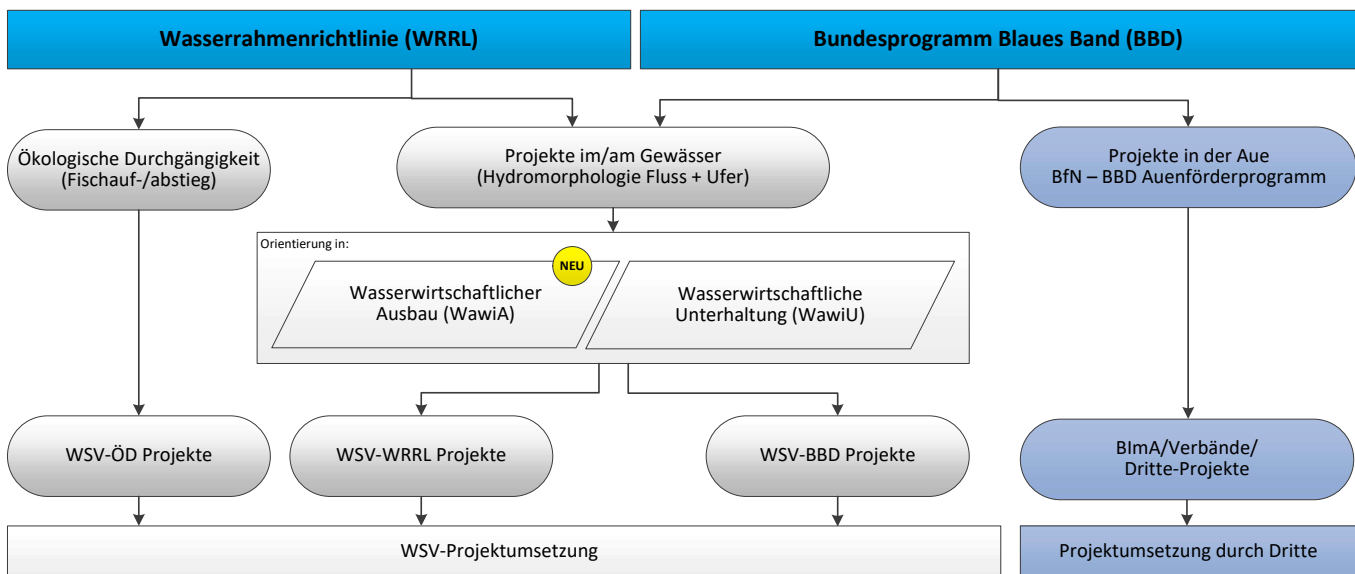 Wasserrahmenrichtlinie (WRRL)
Bundesprogramm Blaues Band (BBD)
Ökologische Durchgängigkeit
(Fischauf-/abstieg)
Projekte im/am Gewässer
(Hydromorphologie Fluss + Ufer)
Projekte in der Aue
BfN – BBD Auenförderprogramm
Orientierung in:
NEU
Wasserwirtschaftlicher
Ausbau (WawiA)
Wasserwirtschaftliche
Unterhaltung (WawiU)
WSV-ÖD Projekte
WSV-WRRL Projekte
WSV-BBD Projekte
BImA/Verbände/
Dritte-Projekte
WSV-Projektumsetzung
Projektumsetzung durch Dritte